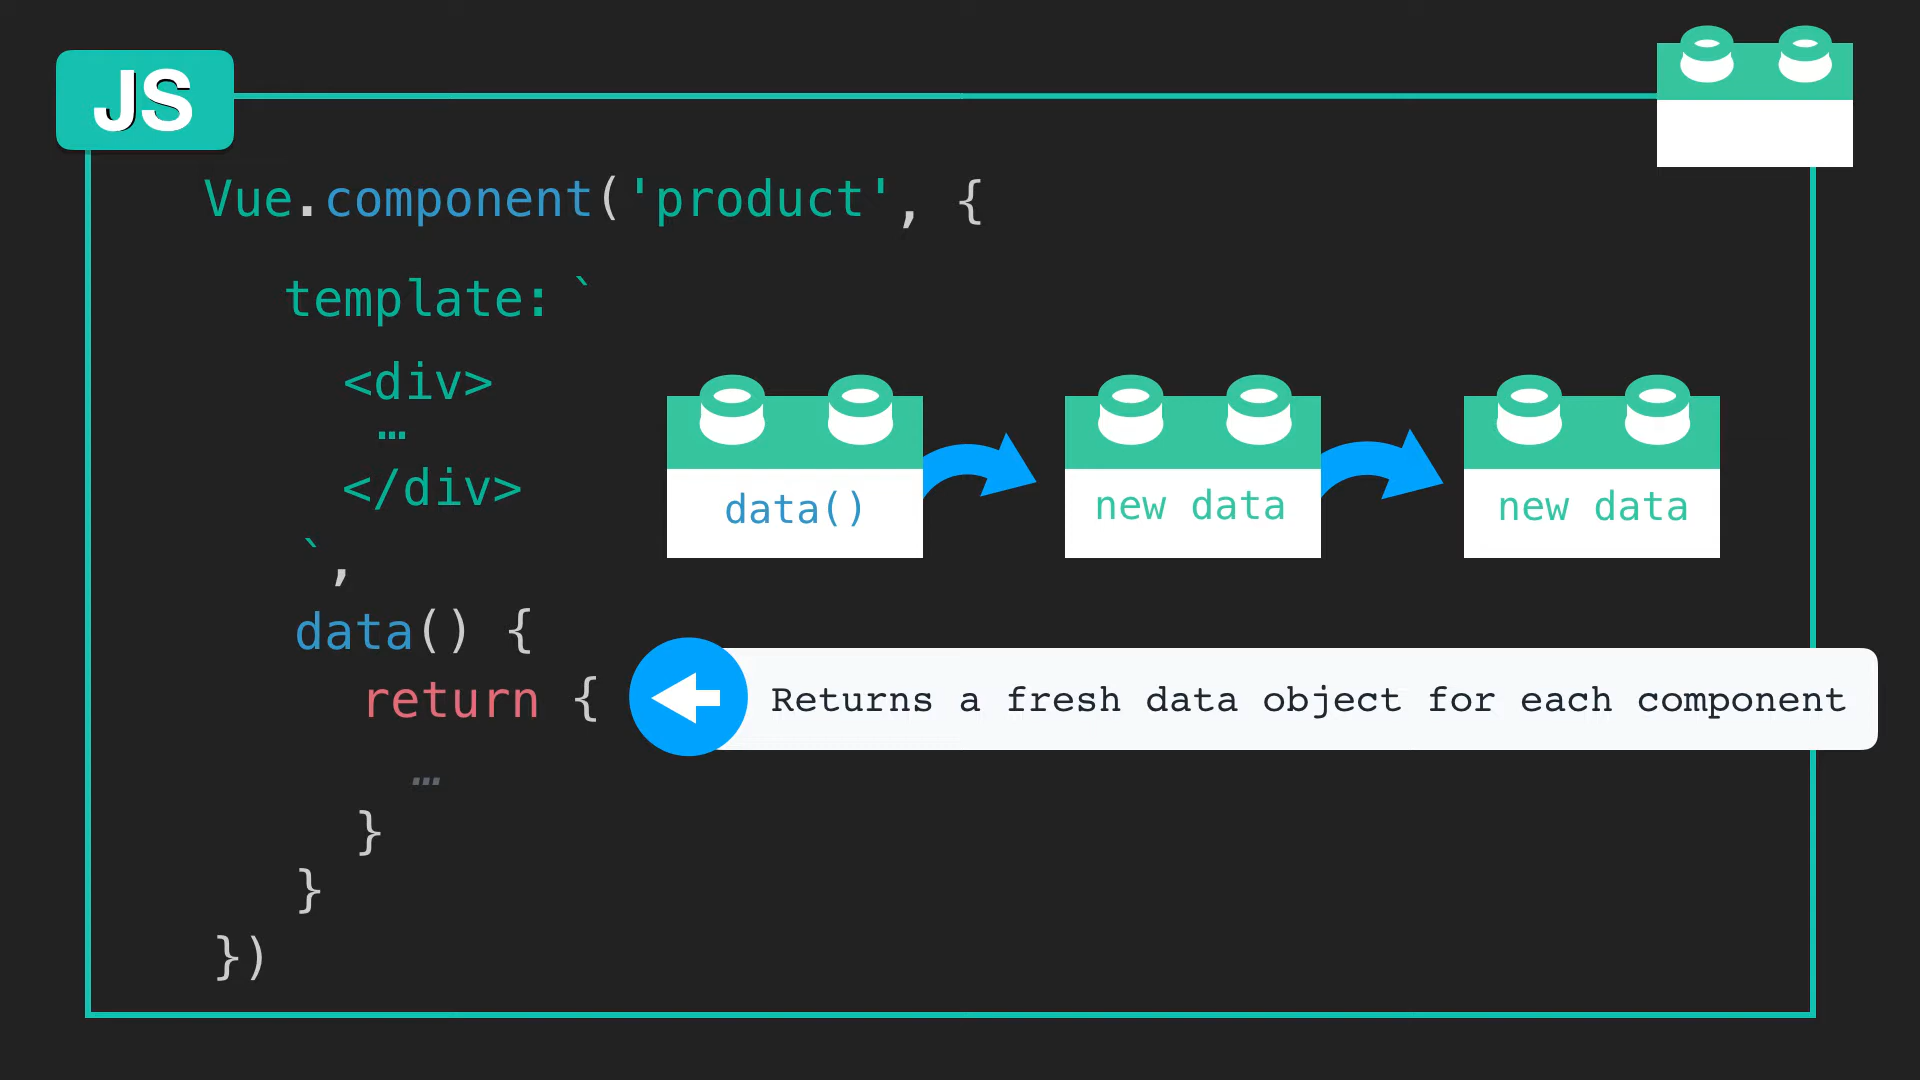 JS
Vue.component('product', {
template: `
<div>
…
</div>
`,
data() new data new data
data() {
return { Returns a fresh data object for each component
…
}
}
})